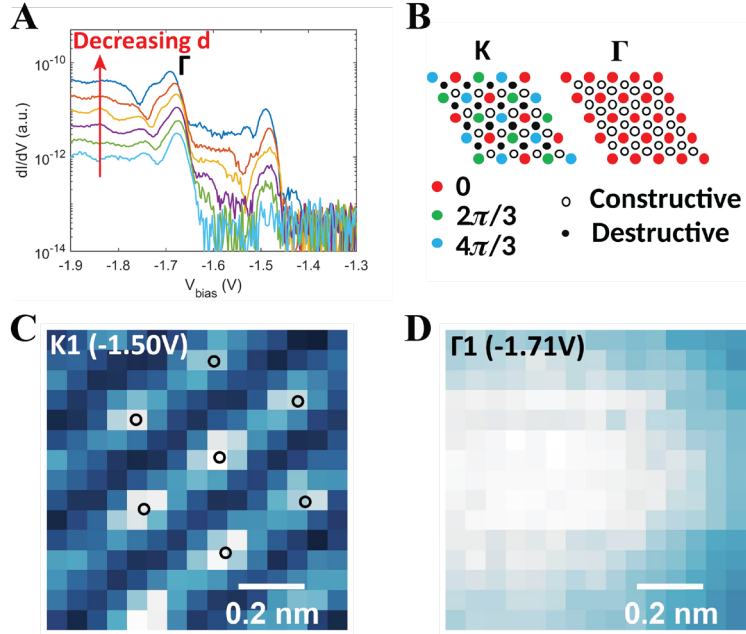 A
Decreasing d
Γ
10^-10
10^-12
10^-14
dI/dV (a.u.)
-1.9 -1.8 -1.7 -1.6 -1.5 -1.4 -1.3
V_bias (V)
B
K Γ
0
2π/3
4π/3
Constructive
Destructive
C
K1 (-1.50V)
0.2 nm
D
Γ1 (-1.71V)
0.2 nm